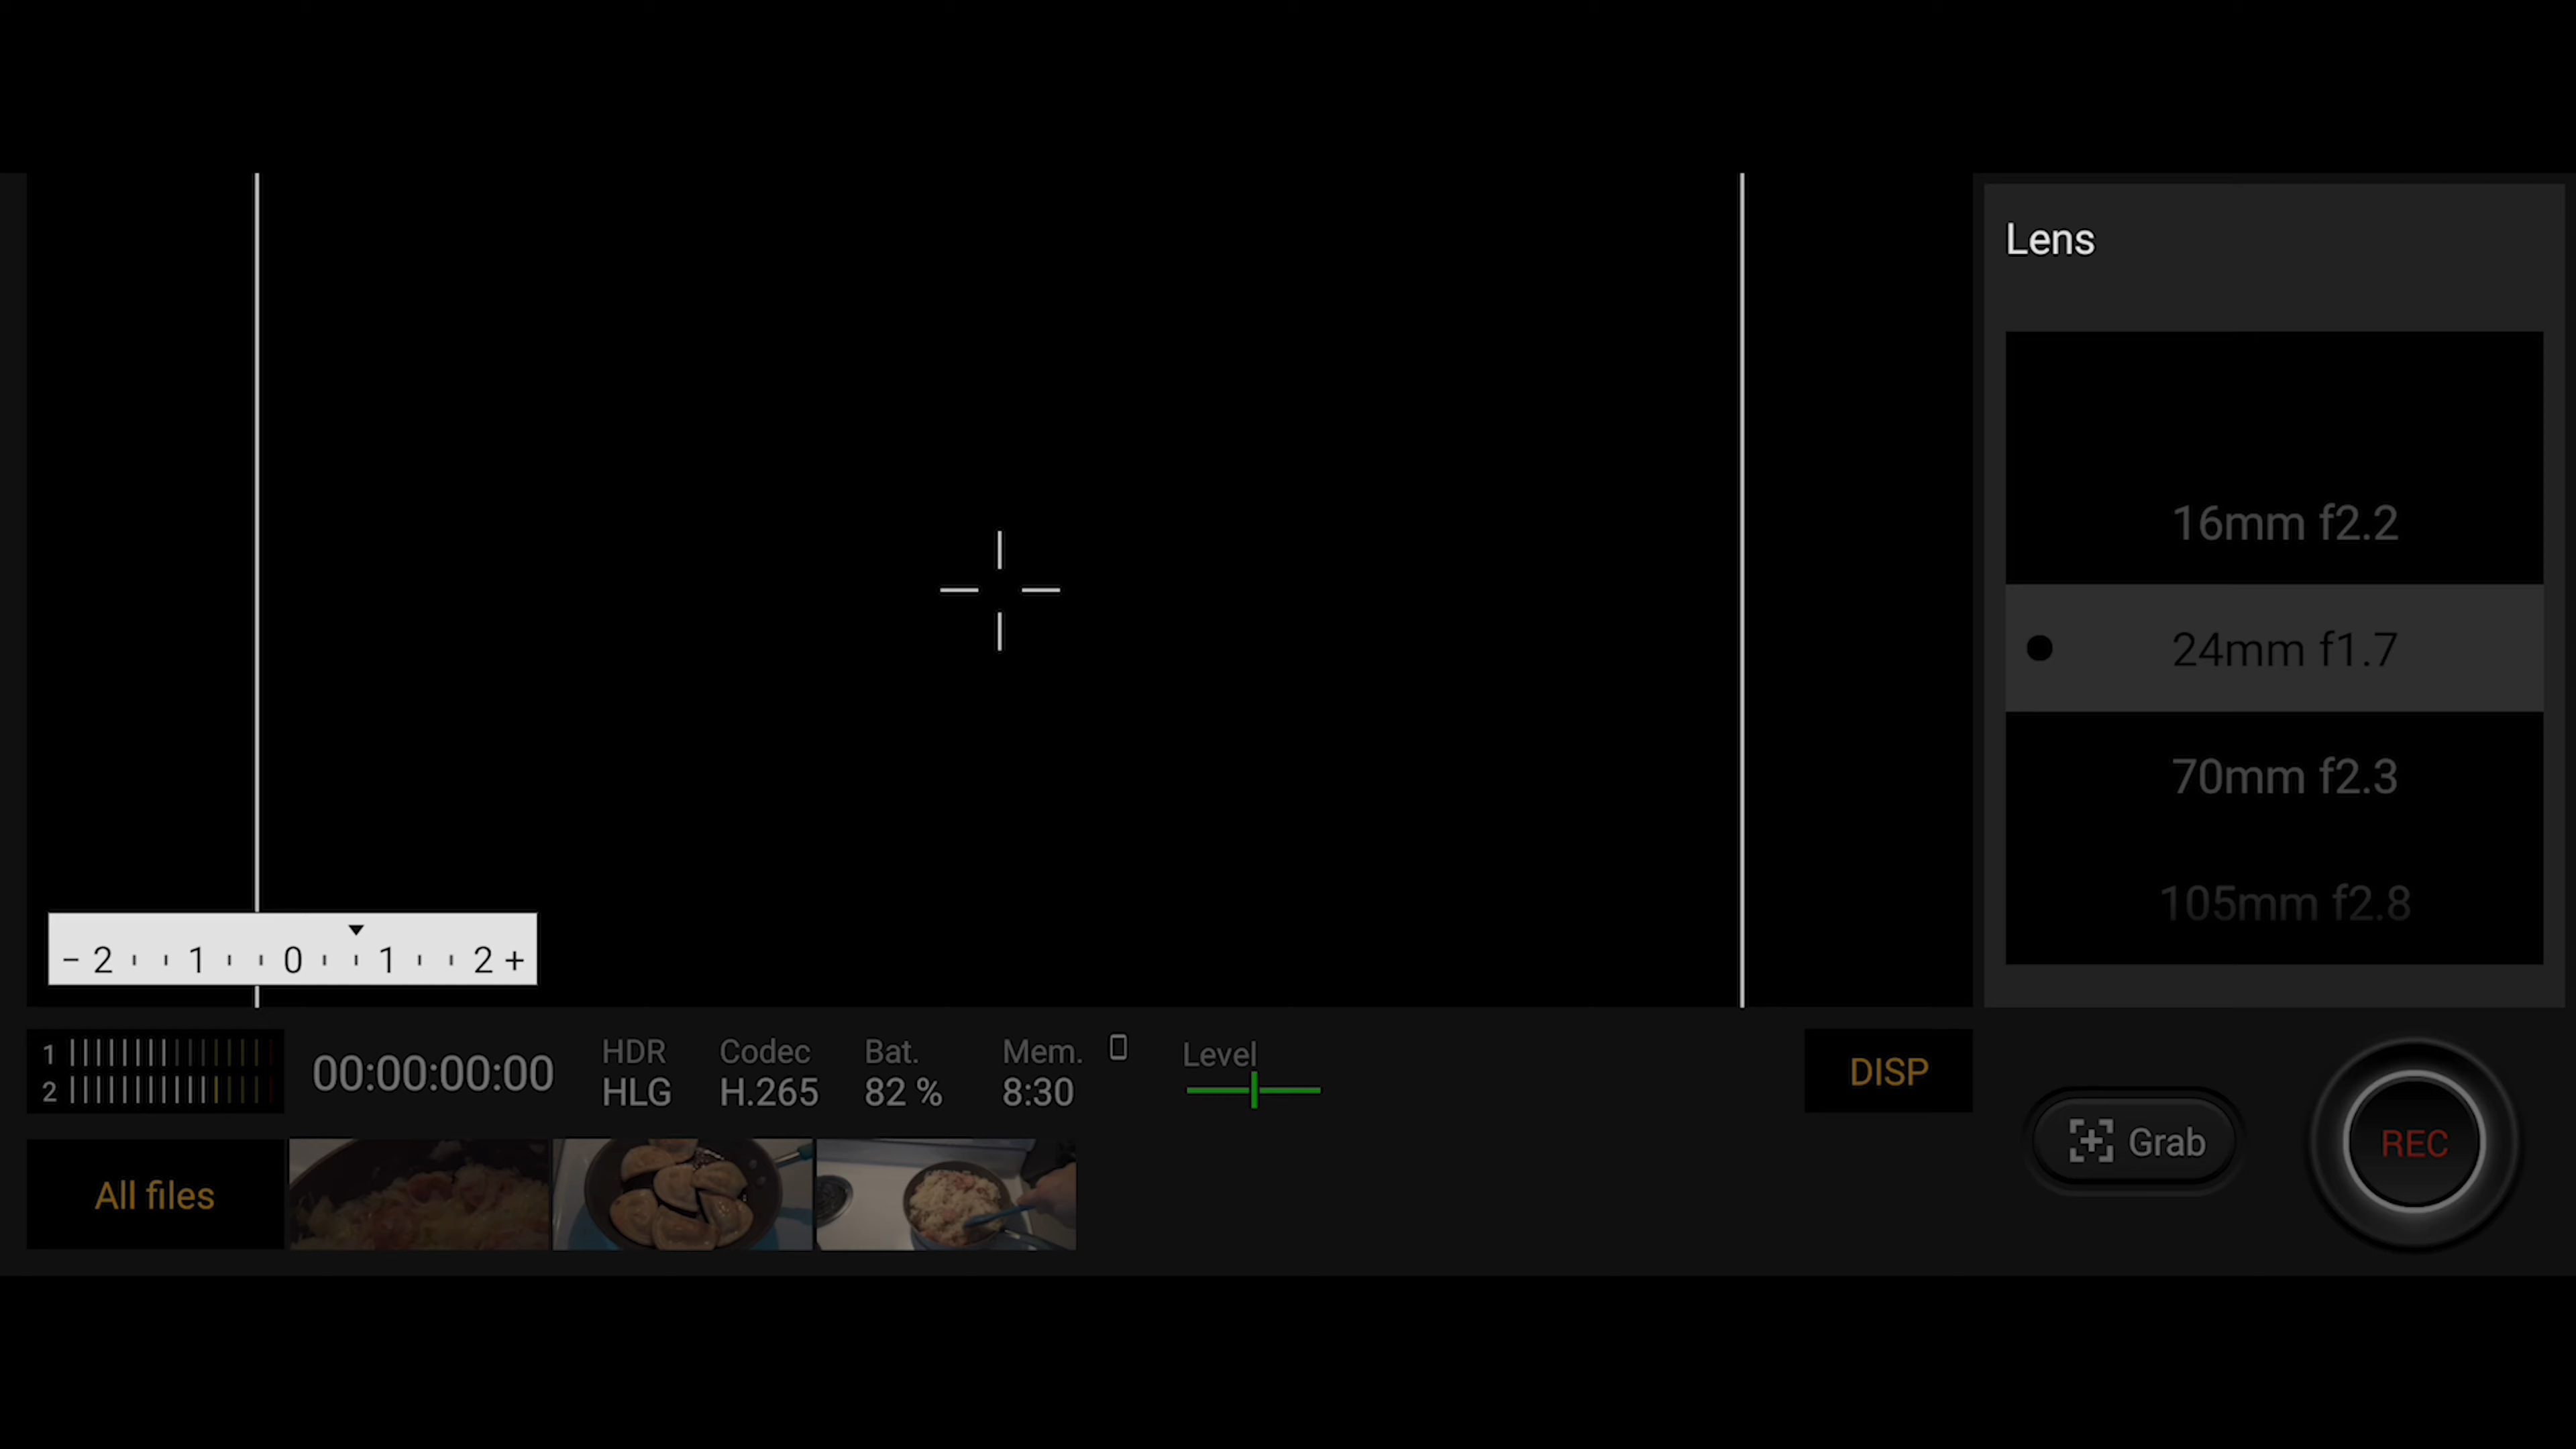 Lens
16mm f2.2
24mm f1.7
70mm f2.3
105mm f2.8
− 2 1 0 1 2 +
1
2
00:00:00:00
HDR
HLG
Codec
H.265
Bat.
82 %
Mem.
8:30
Level
DISP
Grab
REC
All files